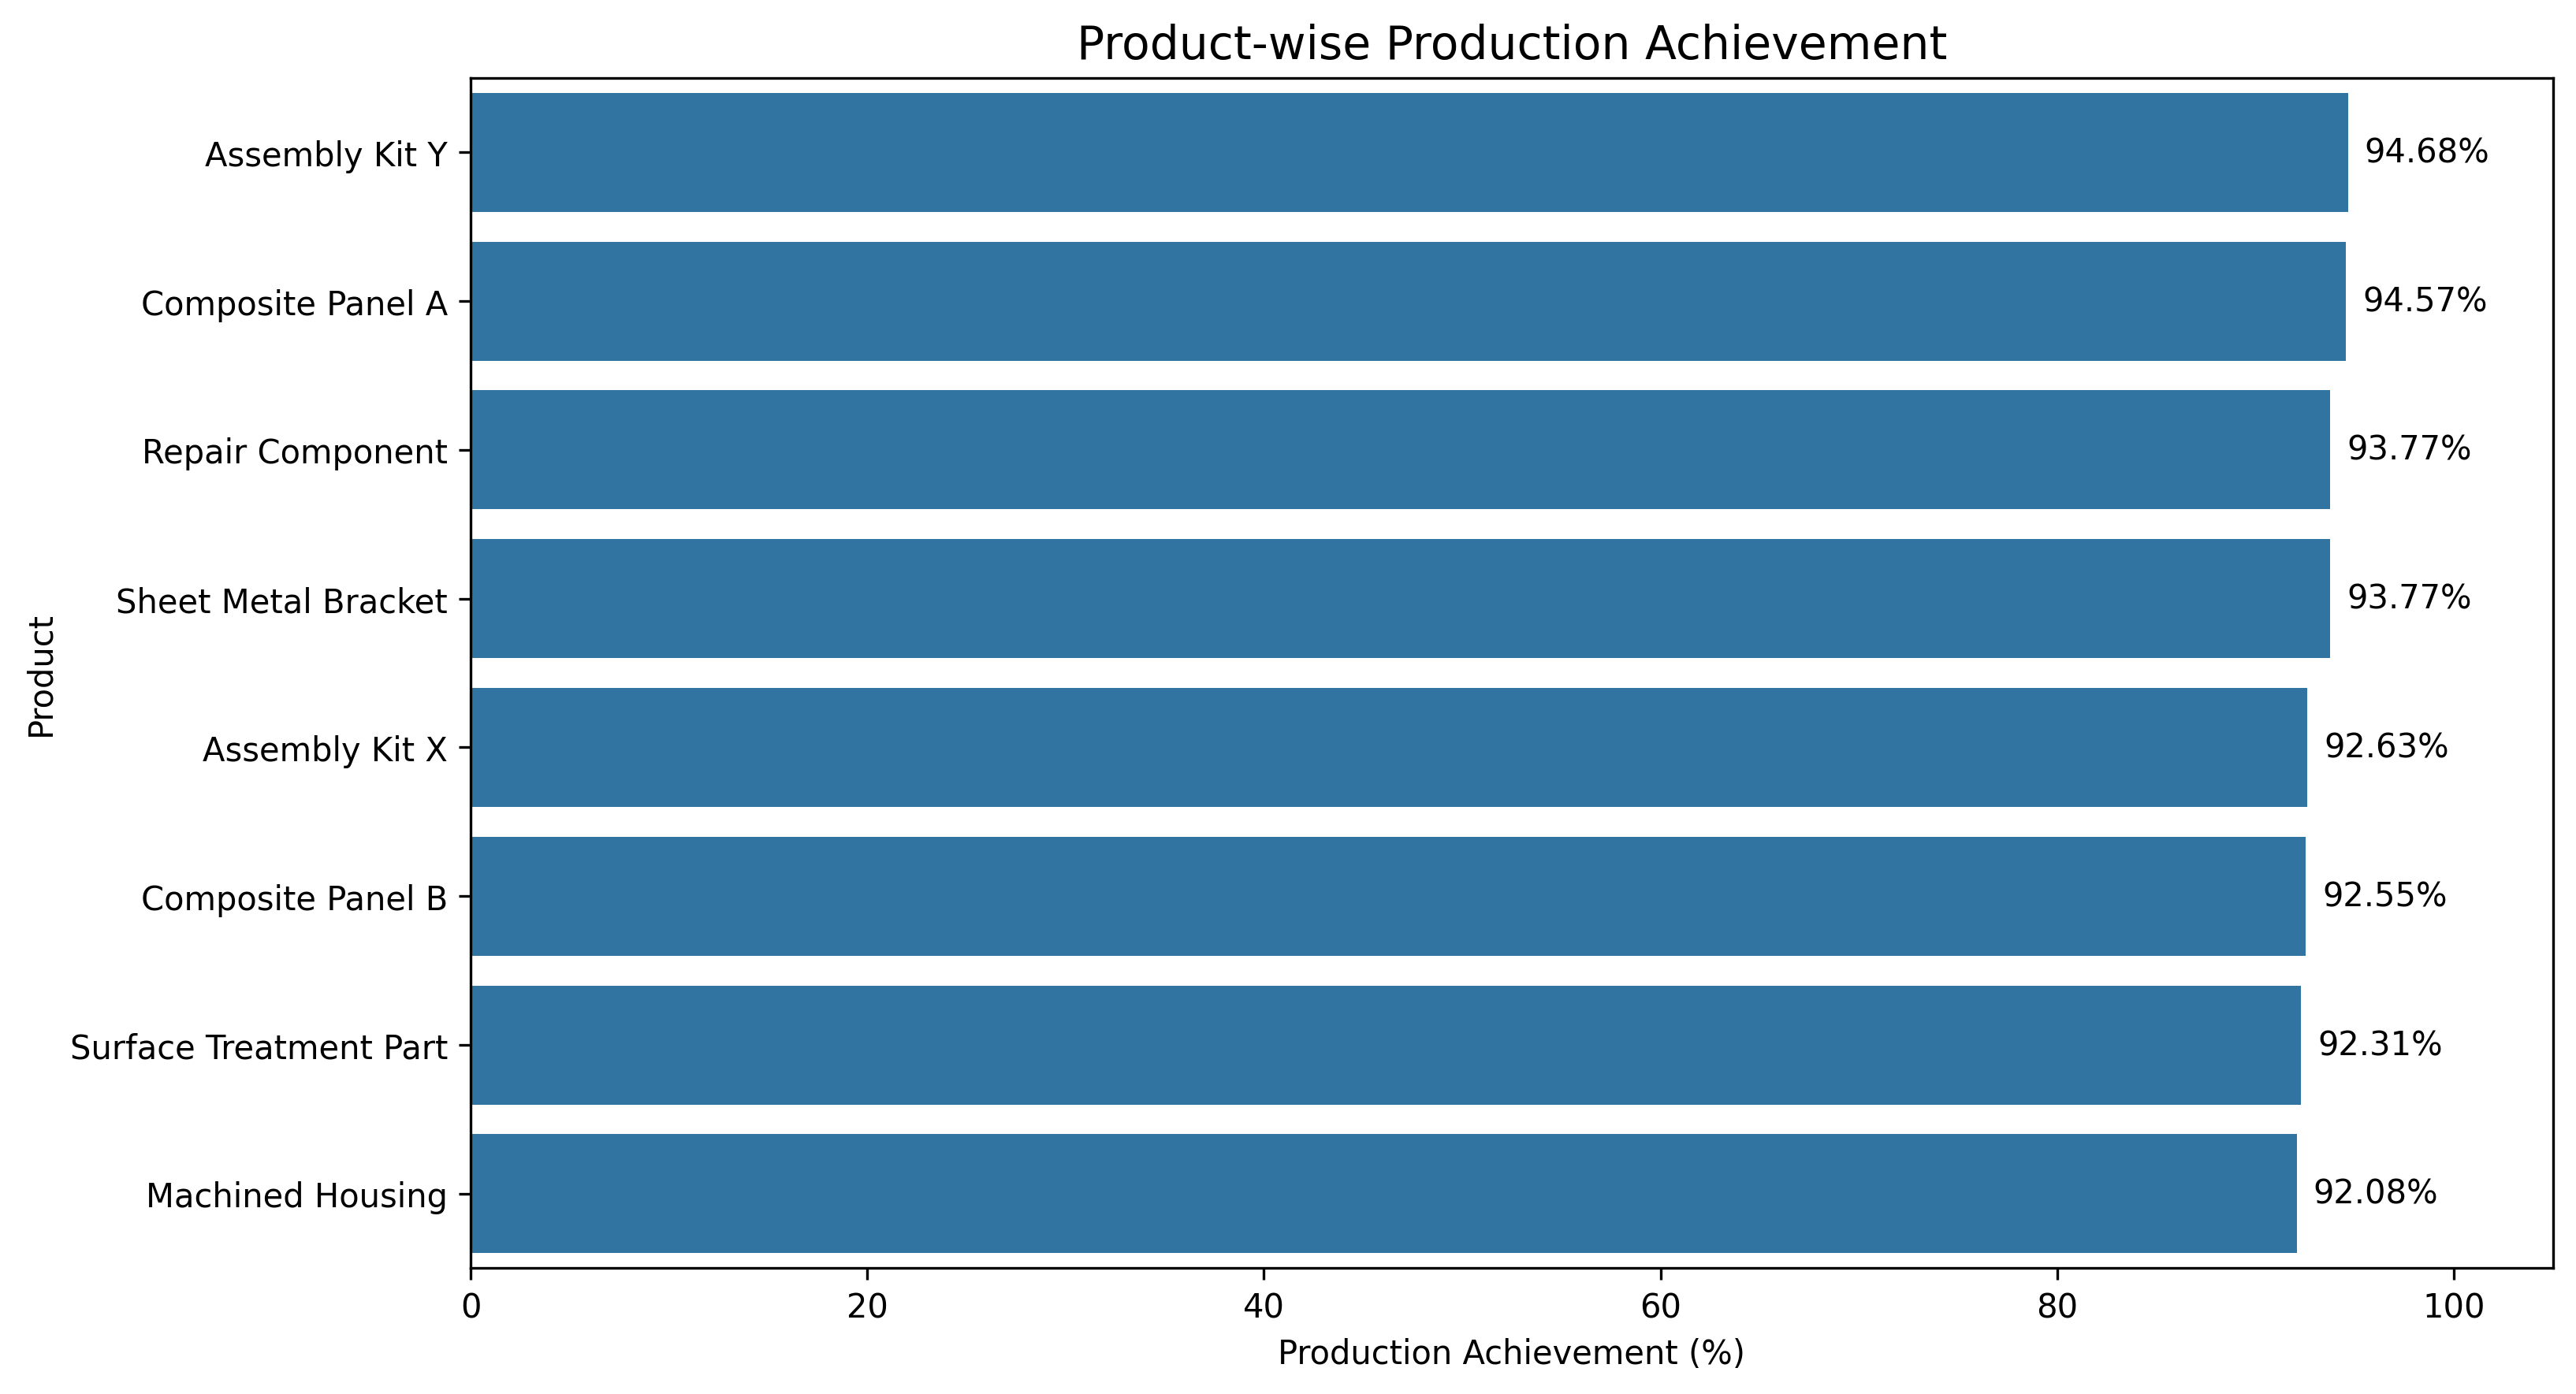 Product-wise Production Achievement
Assembly Kit Y 94.68%
Composite Panel A 94.57%
Repair Component 93.77%
Sheet Metal Bracket 93.77%
Assembly Kit X 92.63%
Composite Panel B 92.55%
Surface Treatment Part 92.31%
Machined Housing 92.08%
Product
0 20 40 60 80 100
Production Achievement (%)